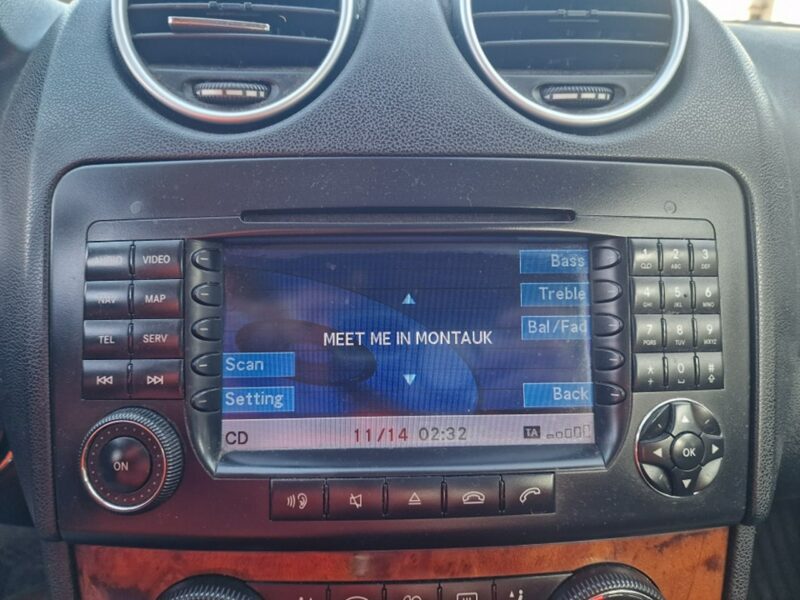 AUDIO VIDEO
NAV MAP
TEL SERV
ON
Bass
Treble
Bal/Fad
MEET ME IN MONTAUK
Scan
Setting
Back
CD 11/14 02:32 TA
1 2 ABC 3 DEF
4 GHI 5 JKL 6 MNO
7 PQRS 8 TUV 9 WXYZ
* 0 #
+
OK